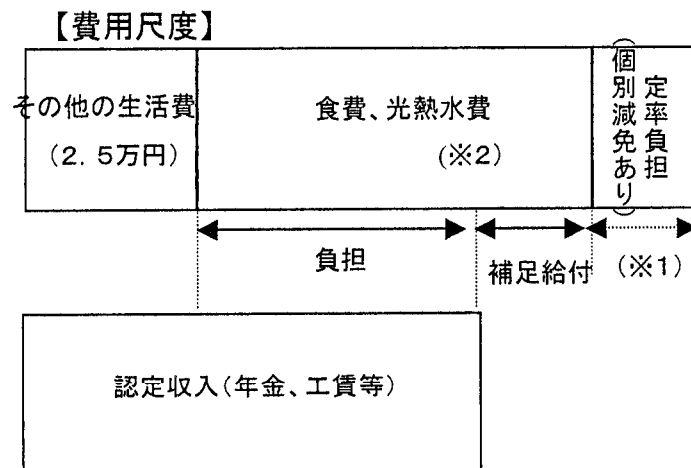 【費用尺度】
その他の生活費
(2.5万円)
食費、光熱水費
(※2)
定率負担
(個別減免あり)
負担
補足給付
(※1)
認定収入(年金、工賃等)